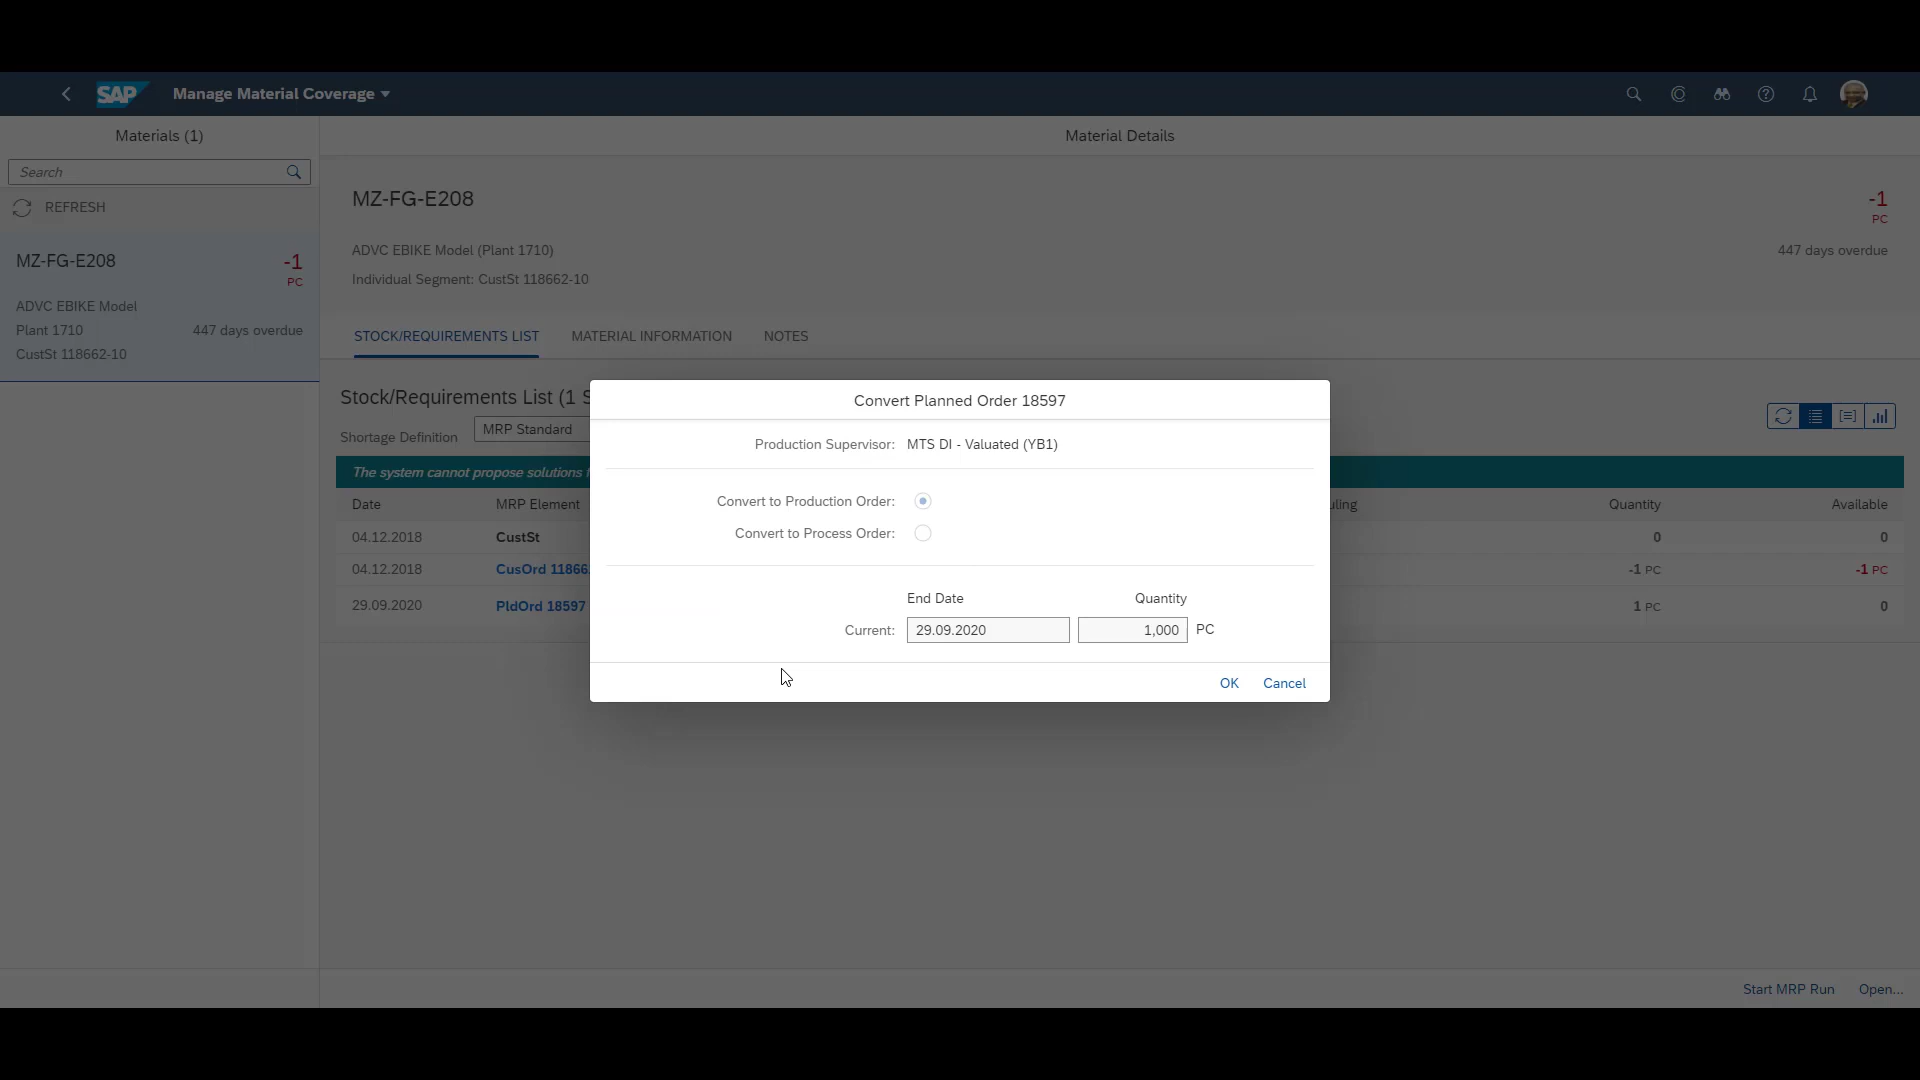 SAP
Manage Material Coverage
Materials (1)
Search
REFRESH
MZ-FG-E208
-1
PC
ADVC EBIKE Model
Plant 1710
447 days overdue
CustSt 118662-10
Material Details
MZ-FG-E208
-1
PC
ADVC EBIKE Model (Plant 1710)
447 days overdue
Individual Segment: CustSt 118662-10
STOCK/REQUIREMENTS LIST
MATERIAL INFORMATION
NOTES
Stock/Requirements List (1 S
Shortage Definition
MRP Standard
The system cannot propose solutions
Date
MRP Element
uling
Quantity
Available
04.12.2018
CustSt
0
0
04.12.2018
CusOrd 11866
-1 PC
-1 PC
29.09.2020
PldOrd 18597
1 PC
0
Convert Planned Order 18597
Production Supervisor: MTS DI - Valuated (YB1)
Convert to Production Order:
Convert to Process Order:
End Date
Quantity
Current: 29.09.2020 1,000 PC
OK
Cancel
Start MRP Run
Open...